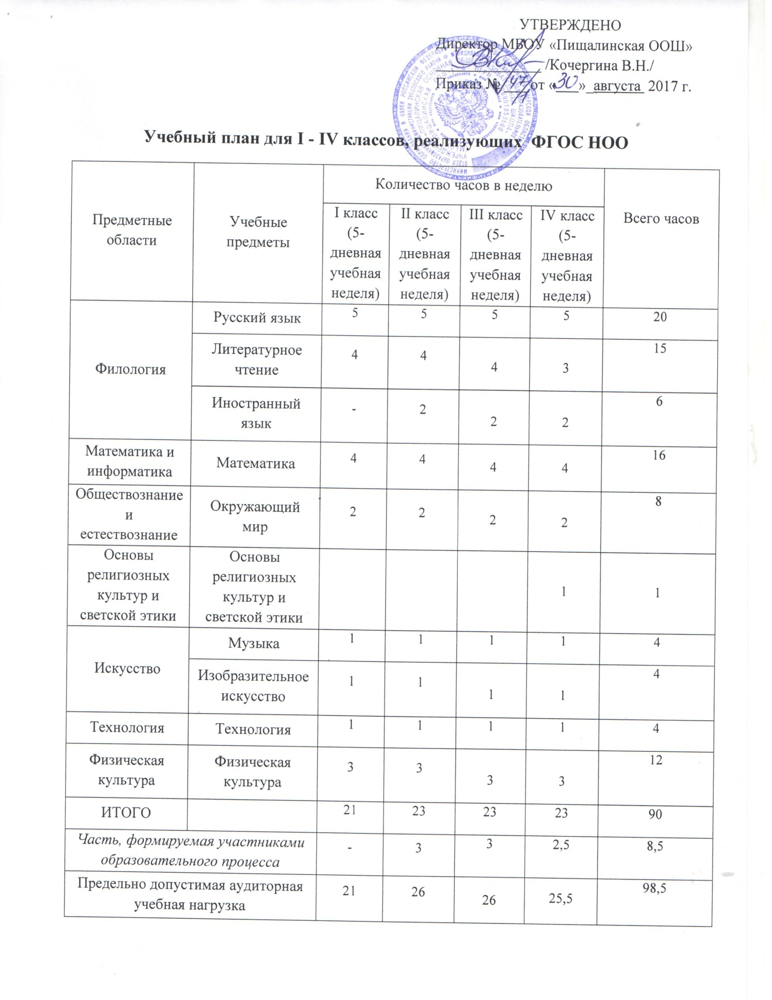 УТВЕРЖДЕНО
Директор МБОУ «Пищалинская ООШ»
/Кочергина В.Н./
Приказ № 47/1 от «30» августа 2017 г.
Учебный план для I - IV классов, реализующих ФГОС НОО
Предметные области
Учебные предметы
Количество часов в неделю
Всего часов
I класс (5-дневная учебная неделя)
II класс (5-дневная учебная неделя)
III класс (5-дневная учебная неделя)
IV класс (5-дневная учебная неделя)
Филология
Русский язык 5 5 5 5 20
Литературное чтение 4 4 4 3 15
Иностранный язык - 2 2 2 6
Математика и информатика Математика 4 4 4 4 16
Обществознание и естествознание Окружающий мир 2 2 2 2 8
Основы религиозных культур и светской этики Основы религиозных культур и светской этики 1 1
Искусство
Музыка 1 1 1 1 4
Изобразительное искусство 1 1 1 1 4
Технология Технология 1 1 1 1 4
Физическая культура Физическая культура 3 3 3 3 12
ИТОГО 21 23 23 23 90
Часть, формируемая участниками образовательного процесса - 3 3 2,5 8,5
Предельно допустимая аудиторная учебная нагрузка 21 26 26 25,5 98,5